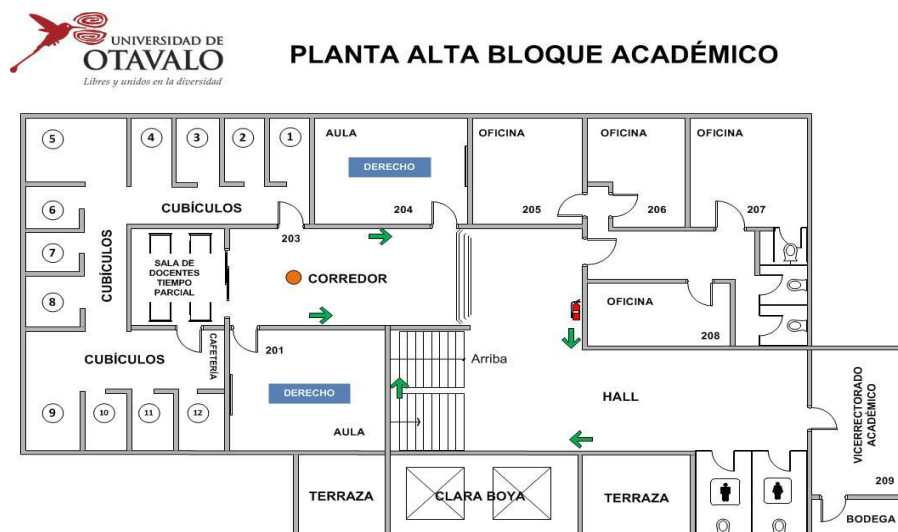 UNIVERSIDAD DE
OTAVALO
Libres y unidos en la diversidad
PLANTA ALTA BLOQUE ACADÉMICO
5
4
3
2
1
AULA
DERECHO
204
OFICINA
205
OFICINA
206
OFICINA
207
6
CUBÍCULOS
203
7
CUBÍCULOS
SALA DE
DOCENTES
TIEMPO
PARCIAL
CORREDOR
8
OFICINA
208
CUBÍCULOS
CAFETERÍA
201
Arriba
DERECHO
AULA
HALL
9
10
11
12
VICERRECTORADO
ACADÉMICO
209
TERRAZA
CLARA BOYA
TERRAZA
BODEGA